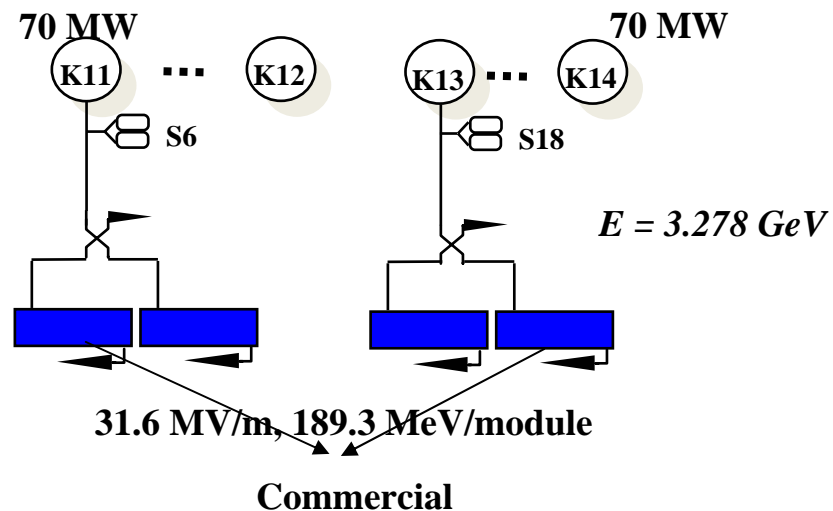 70 MW 70 MW
K11 K12 K13 K14
S6 S18
E = 3.278 GeV
31.6 MV/m, 189.3 MeV/module
Commercial